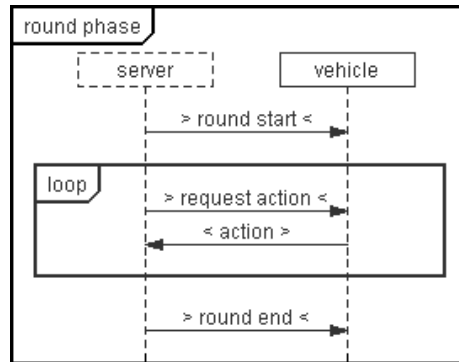 round phase
server
vehicle
> round start <
loop
> request action <
< action >
> round end <